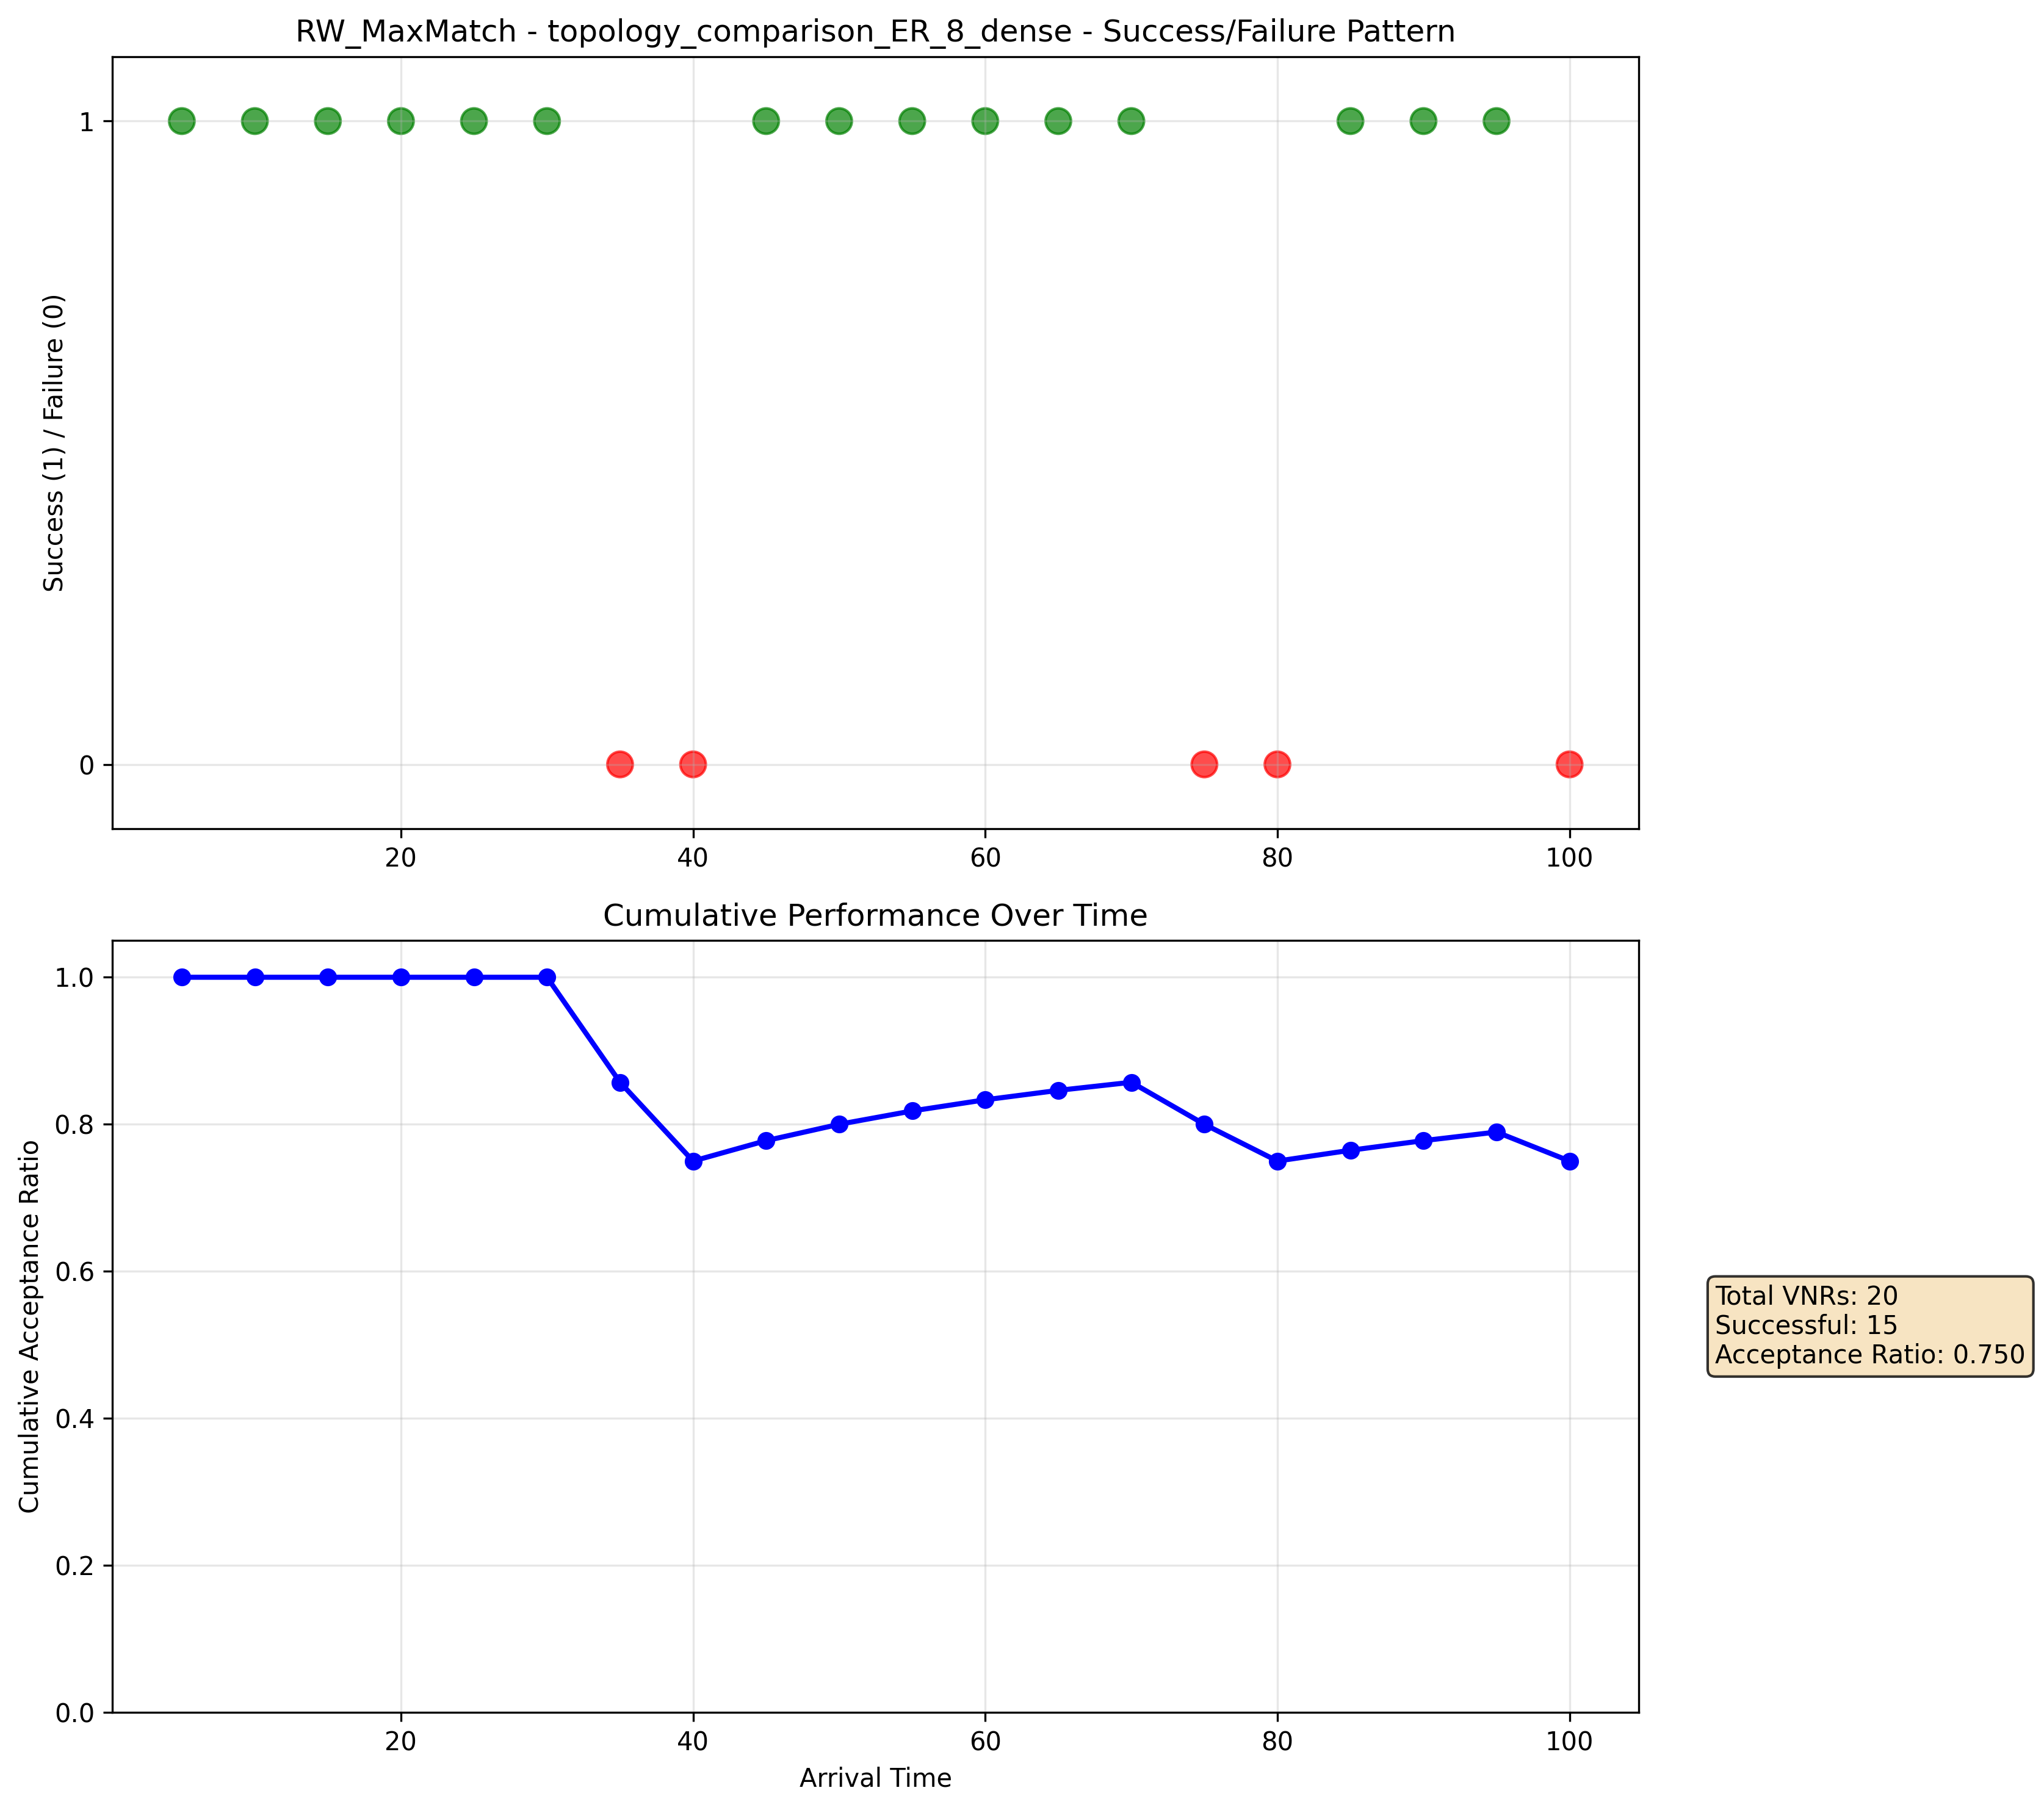 RW_MaxMatch - topology_comparison_ER_8_dense - Success/Failure Pattern
Success (1) / Failure (0)
1
0
20 40 60 80 100
Cumulative Performance Over Time
Cumulative Acceptance Ratio
1.0
0.8
0.6
0.4
0.2
0.0
20 40 60 80 100
Arrival Time
Total VNRs: 20
Successful: 15
Acceptance Ratio: 0.750